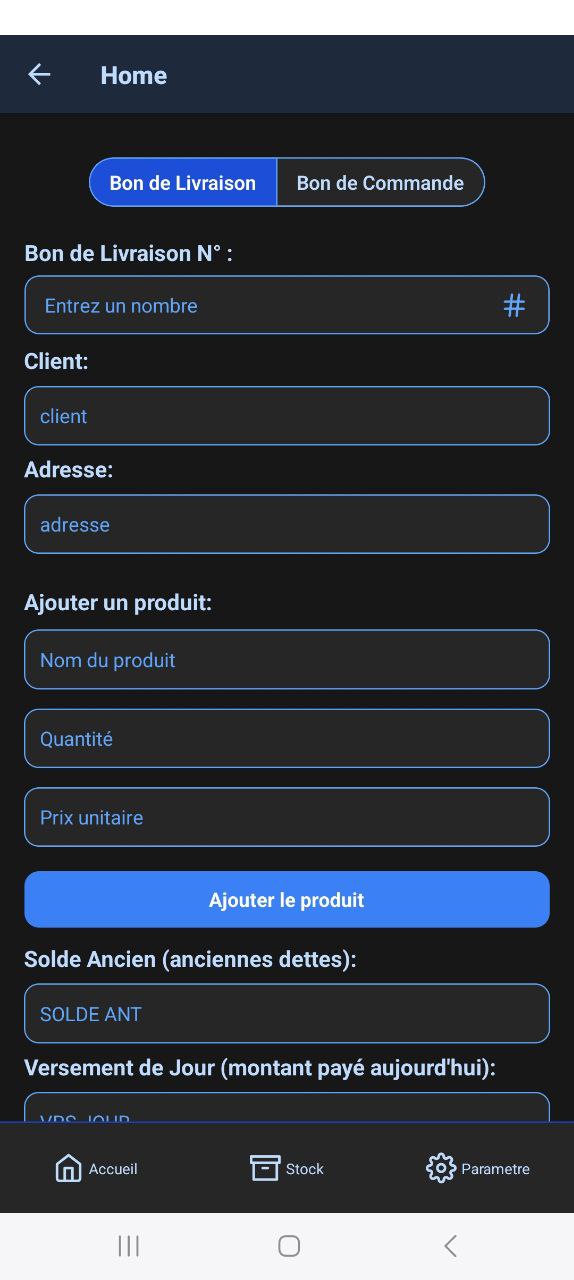 Home
Bon de Livraison
Bon de Commande
Bon de Livraison N° :
Entrez un nombre #
Client:
client
Adresse:
adresse
Ajouter un produit:
Nom du produit
Quantité
Prix unitaire
Ajouter le produit
Solde Ancien (anciennes dettes):
SOLDE ANT
Versement de Jour (montant payé aujourd'hui):
VRS JOUR
Accueil
Stock
Parametre